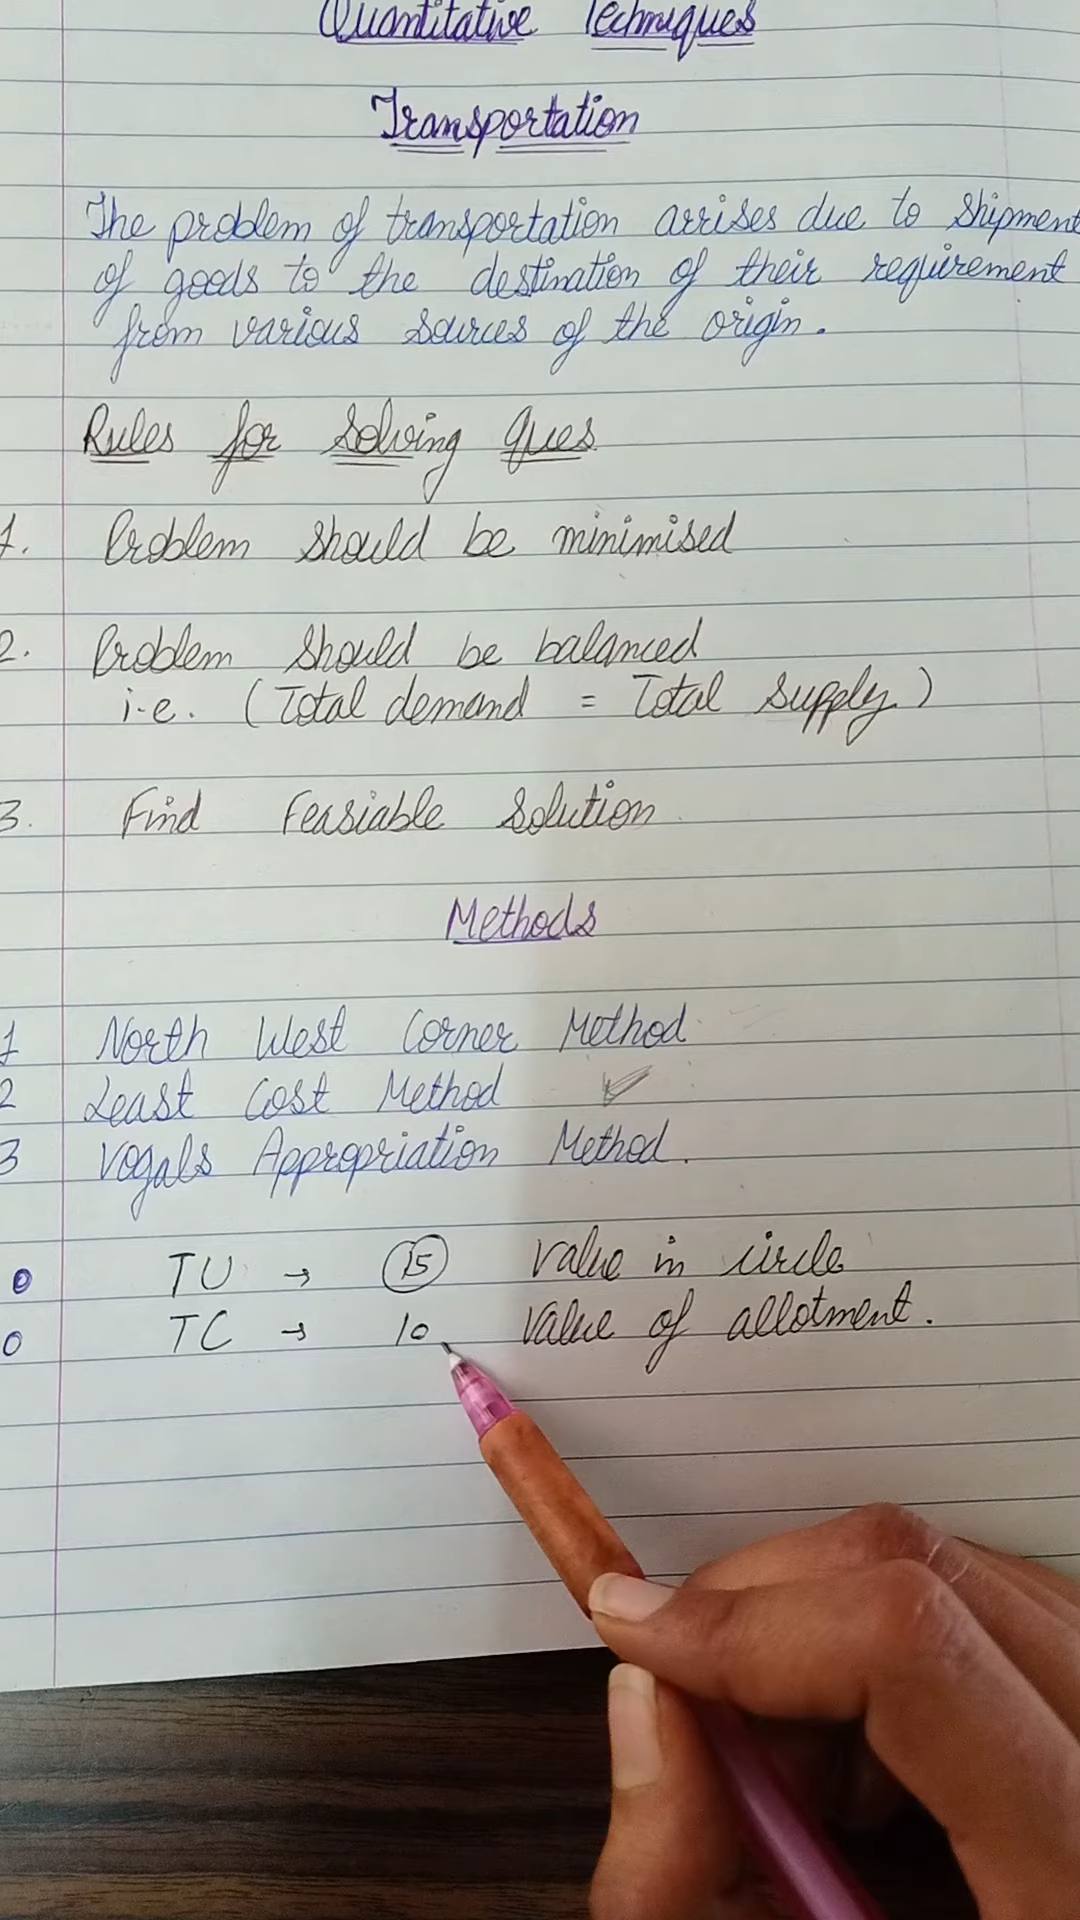 Quantitative Techniques
Transportation
The problem of transportation arrises due to shipment
of goods to the destination of their requirement
from various sources of the origin.
Rules for solving Ques
1. Problem should be minimised
2. Problem should be balanced
i.e. (Total demand = Total supply)
3. Find Feasiable Solution
Methods
1 North West Corner Method
2 Least Cost Method ✓
3 Vogals Appropriation Method.
TU → 15 Value in circle
TC → 10 Value of allotment.